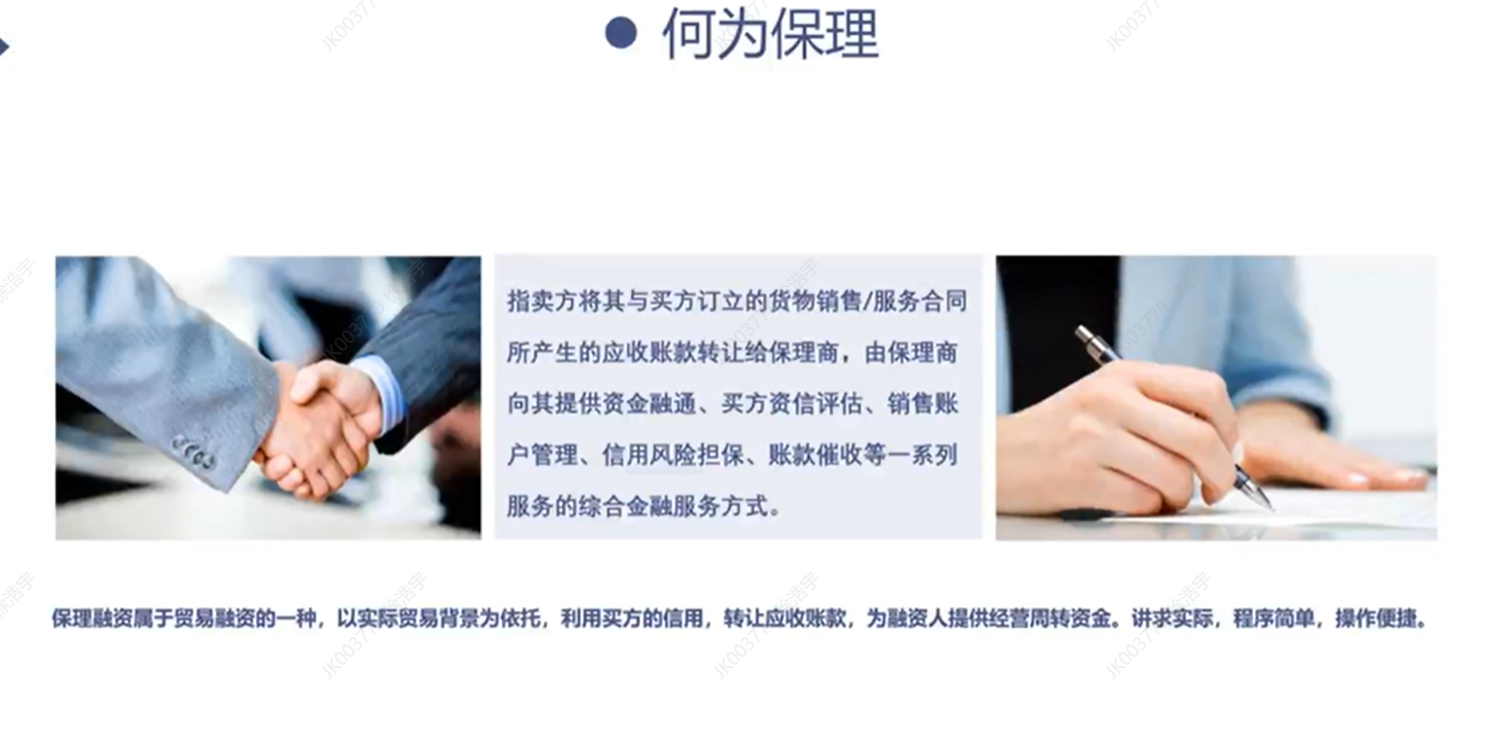 何为保理
指卖方将其与买方订立的货物销售/服务合同
所产生的应收账款转让给保理商，由保理商
向其提供资金融通、买方资信评估、销售账
户管理、信用风险担保、账款催收等一系列
服务的综合金融服务方式。
保理融资属于贸易融资的一种，以实际贸易背景为依托，利用买方的信用，转让应收账款，为融资人提供经营周转资金。讲求实际，程序简单，操作便捷。